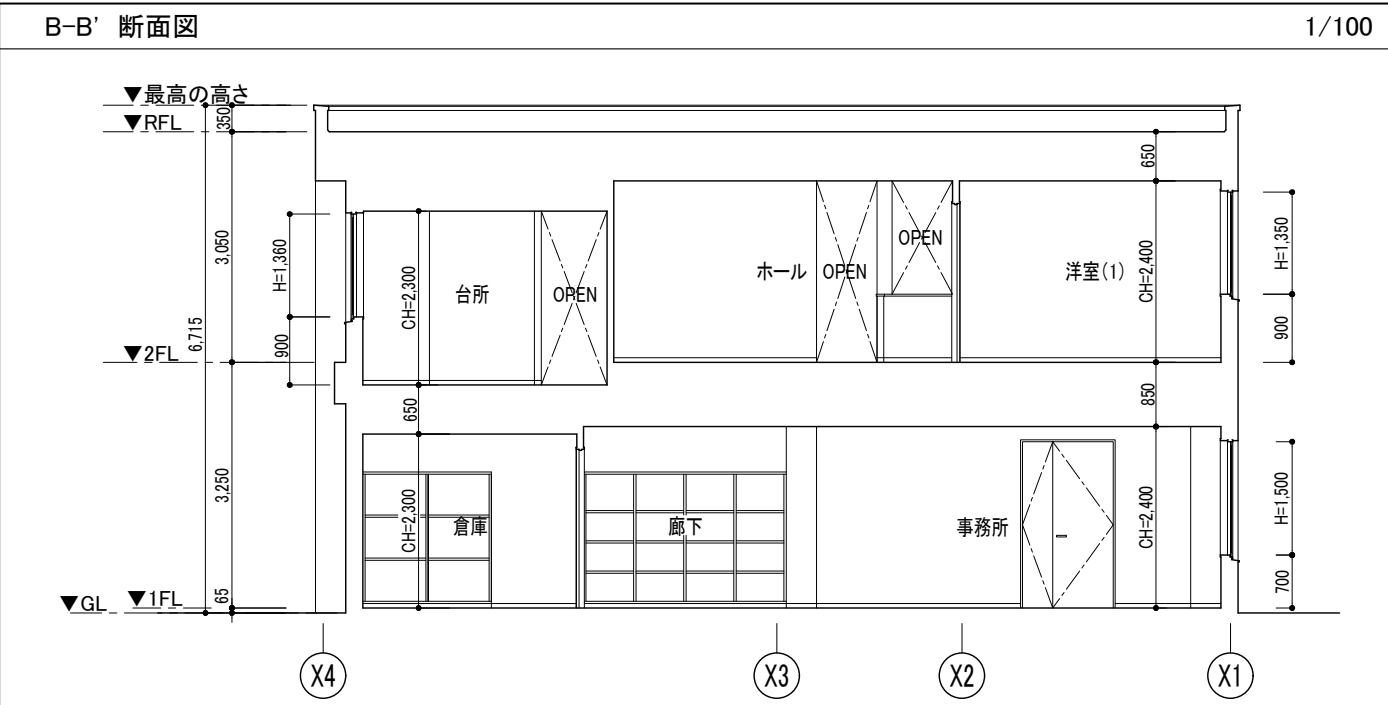 B-B’ 断面図
1/100
▼最高の高さ
350
▼RFL
650
3,050
H=1,360
CH=2,300
台所
OPEN
ホール
OPEN
OPEN
洋室(1)
CH=2,400
H=1,350
6,715
900
900
▼2FL
650
850
3,250
CH=2,300
倉庫
廊下
事務所
CH=2,400
H=1,500
700
▼GL
▼1FL
65
X4
X3
X2
X1